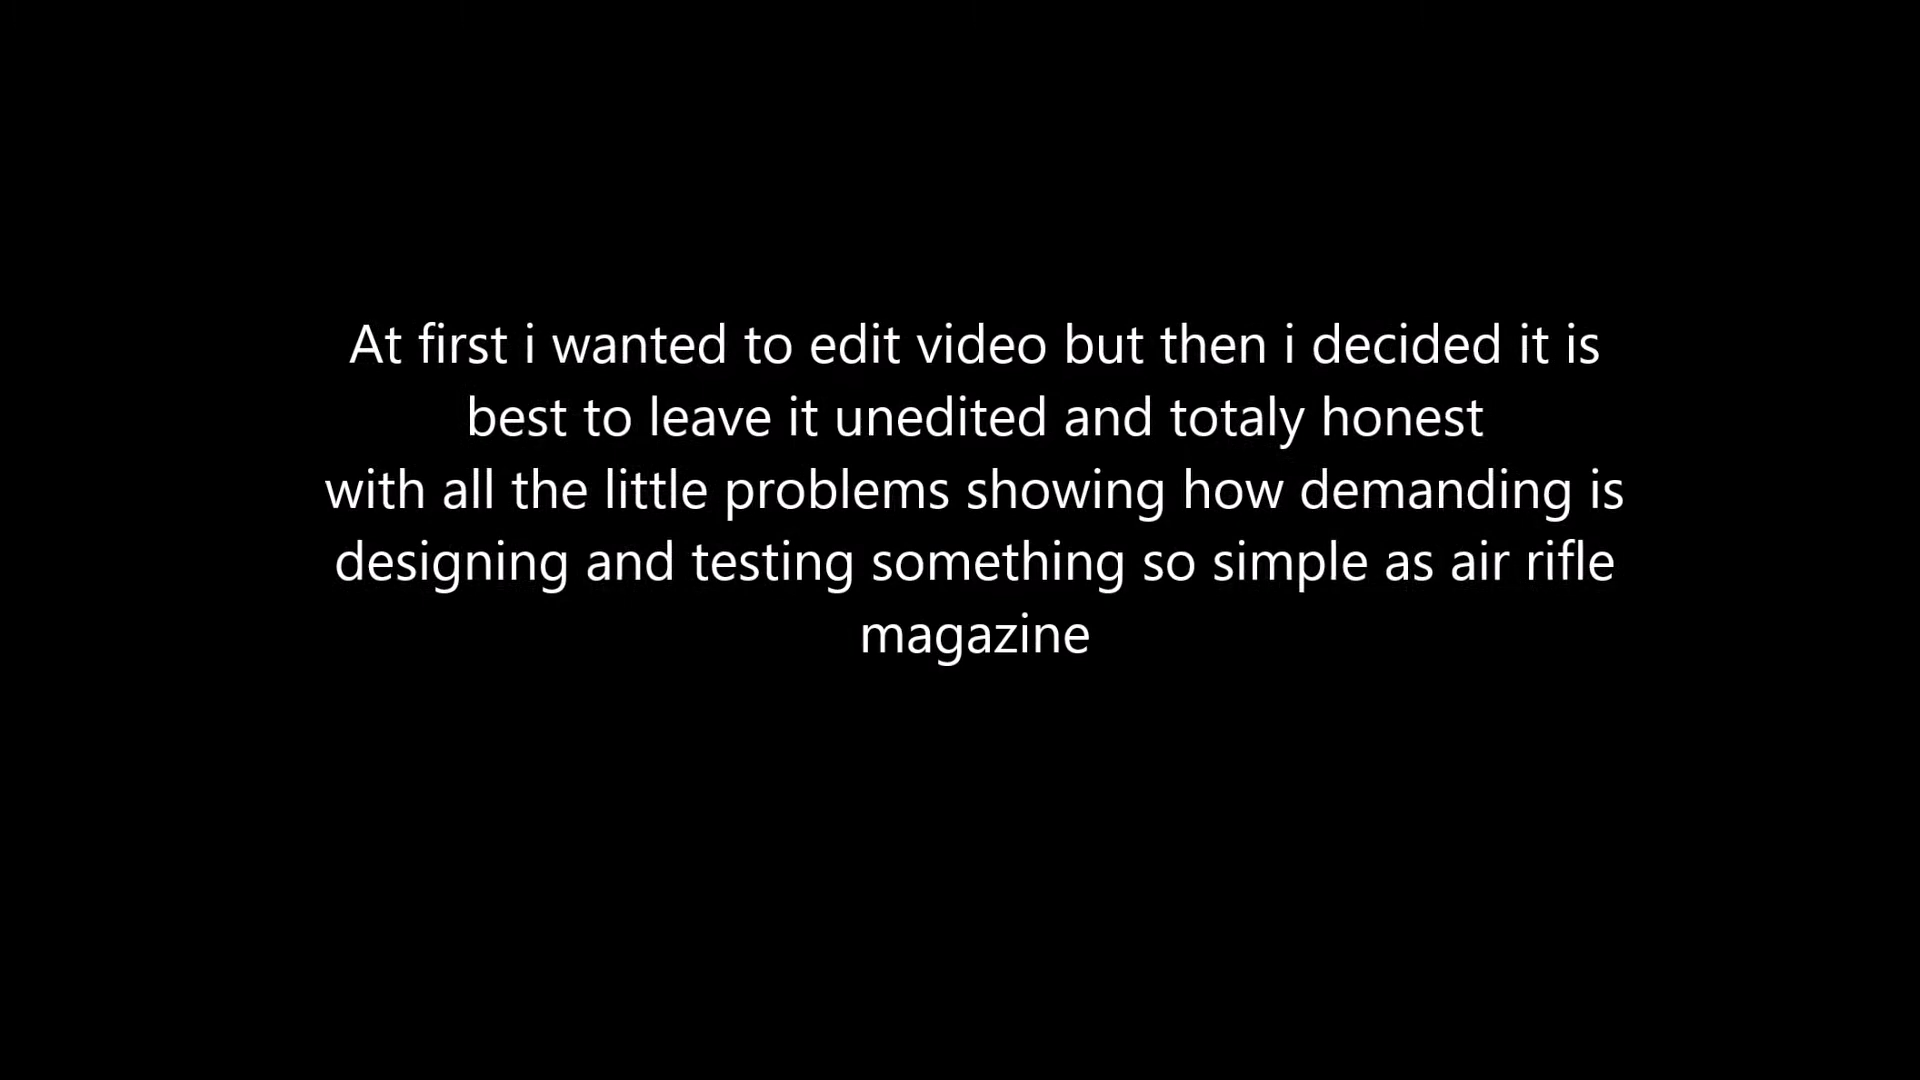 At first i wanted to edit video but then i decided it is
best to leave it unedited and totaly honest
with all the little problems showing how demanding is
designing and testing something so simple as air rifle
magazine